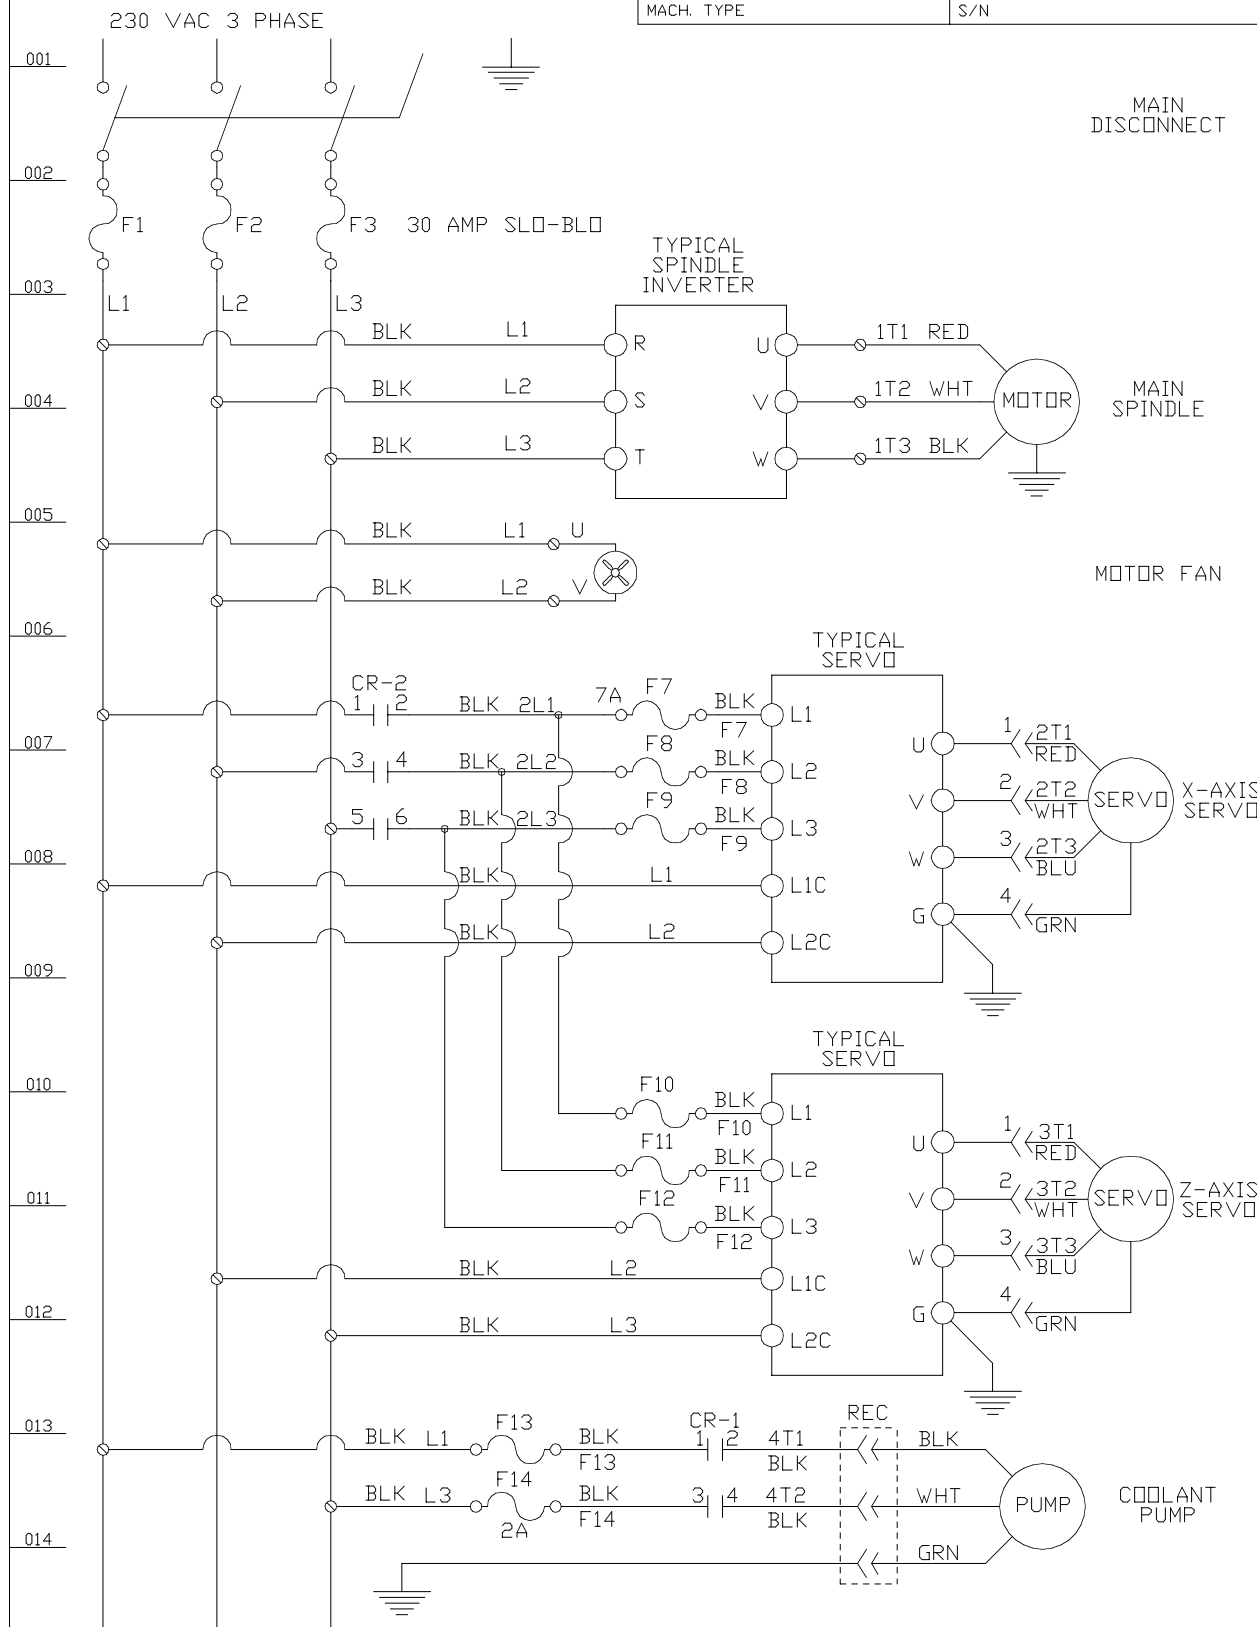 MACH. TYPE
S/N
230 VAC 3 PHASE
001
MAIN
DISCONNECT
002
F1
F2
F3
30 AMP SLO-BLO
TYPICAL
SPINDLE
INVERTER
003
L1
L2
L3
BLK L1
R
U
1T1 RED
004
BLK L2
S
V
1T2 WHT
MOTOR
MAIN
SPINDLE
BLK L3
T
W
1T3 BLK
005
BLK L1 U
MOTOR FAN
BLK L2 V
006
TYPICAL
SERVO
CR-2
1 2
BLK 2L1
7A
F7
BLK
F7
L1
007
U
1
2T1
RED
3 4
BLK 2L2
F8
BLK
F8
L2
V
2
2T2
WHT
SERVO
X-AXIS
SERVO
5 6
BLK 2L3
F9
BLK
F9
L3
W
3
2T3
BLU
008
BLK L1
L1C
G
4
GRN
BLK L2
L2C
009
TYPICAL
SERVO
010
F10
BLK
F10
L1
U
1
3T1
RED
F11
BLK
F11
L2
011
V
2
3T2
WHT
SERVO
Z-AXIS
SERVO
F12
BLK
F12
L3
W
3
3T3
BLU
BLK L2
L1C
012
G
4
GRN
BLK L3
L2C
013
BLK L1
F13
BLK
F13
CR-1
1 2
4T1
BLK
REC
BLK
BLK L3
F14
2A
BLK
F14
3 4
4T2
BLK
WHT
PUMP
COOLANT
PUMP
014
GRN